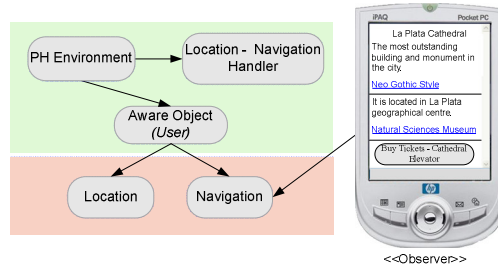 PH Environment
Location - Navigation
Handler
Aware Object
(User)
Location
Navigation
iPAQ
Pocket PC
La Plata Cathedral
The most outstanding
building and monument in
the city.
Neo Gothic Style
It is located in La Plata
geographical centre.
Natural Sciences Museum
Buy Tickets - Cathedral
Elevator
hp
<<Observer>>